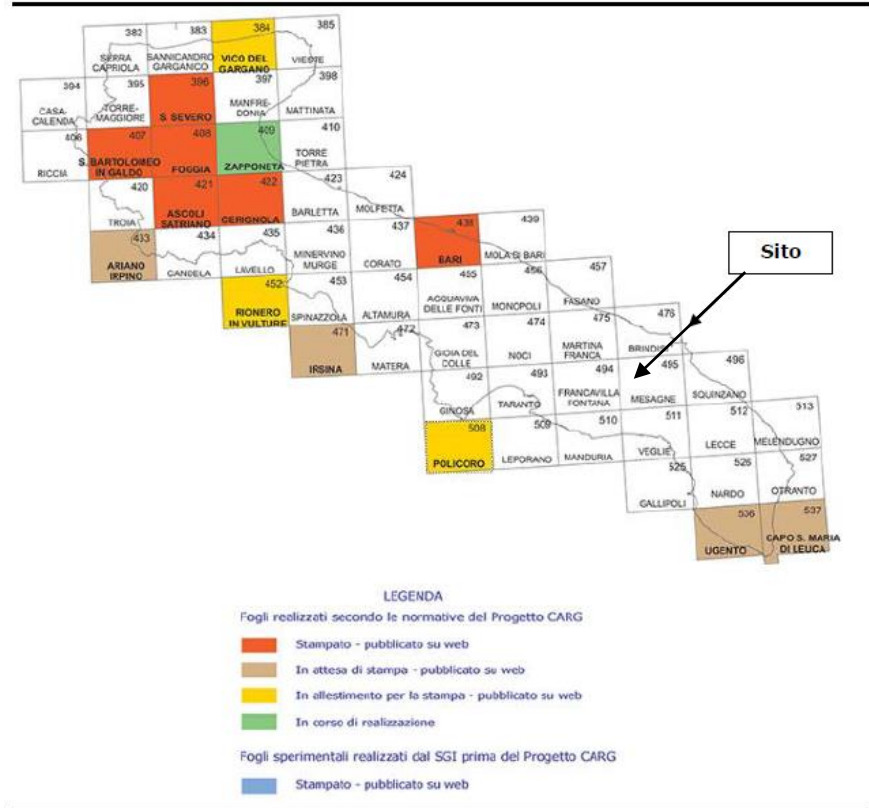 382 383 384 385
SERRA SANNICANDRO VICO DEL VIESTE
CAPRIOLA GARGANICO GARGANO
394 395 396 397 398
CASA- TORRE- S. SEVERO MANFRE- MATTINATA
CALENDA MAGGIORE DONIA
406 407 408 409 410
RICCIA S. BARTOLOMEO FOGGIA ZAPPONETA TORRE
IN GALDO PIETRA
420 421 422 423 424
TROIA ASCOLI CERIGNOLA BARLETTA MOLFETTA
SATRIANO
433 434 435 436 437 438 439
ARIANO CANDELA LAVELLO MINERVINO CORATO BARI MOLA DI BARI
IRPINO MURGE
Sito
452 453 454 455 456 457
RIONERO SPINAZZOLA ALTAMURA ACQUAVIVA MONOPOLI FASANO
IN VULTURE DELLE FONTI
471 472 473 474 475 476
IRSINA MATERA GIOIA DEL NOCI MARTINA BRINDISI
COLLE FRANCA
492 493 494 495 496
GINOSA TARANTO FRANCAVILLA MESAGNE SQUINZANO
FONTANA
508 509 510 511 512 513
POLICORO LEPORANO MANDURIA VEGLIE LECCE MELENDUGNO
525 526 527
GALLIPOLI NARDO OTRANTO
536 537
UGENTO CAPO S. MARIA
DI LEUCA
LEGENDA
Fogli realizzati secondo le normative del Progetto CARG
Stampato - pubblicato su web
In attesa di stampa - pubblicato su web
In allestimento per la stampa - pubblicato su web
In corso di realizzazione
Fogli sperimentali realizzati dal SGI prima del Progetto CARG
Stampato - pubblicato su web